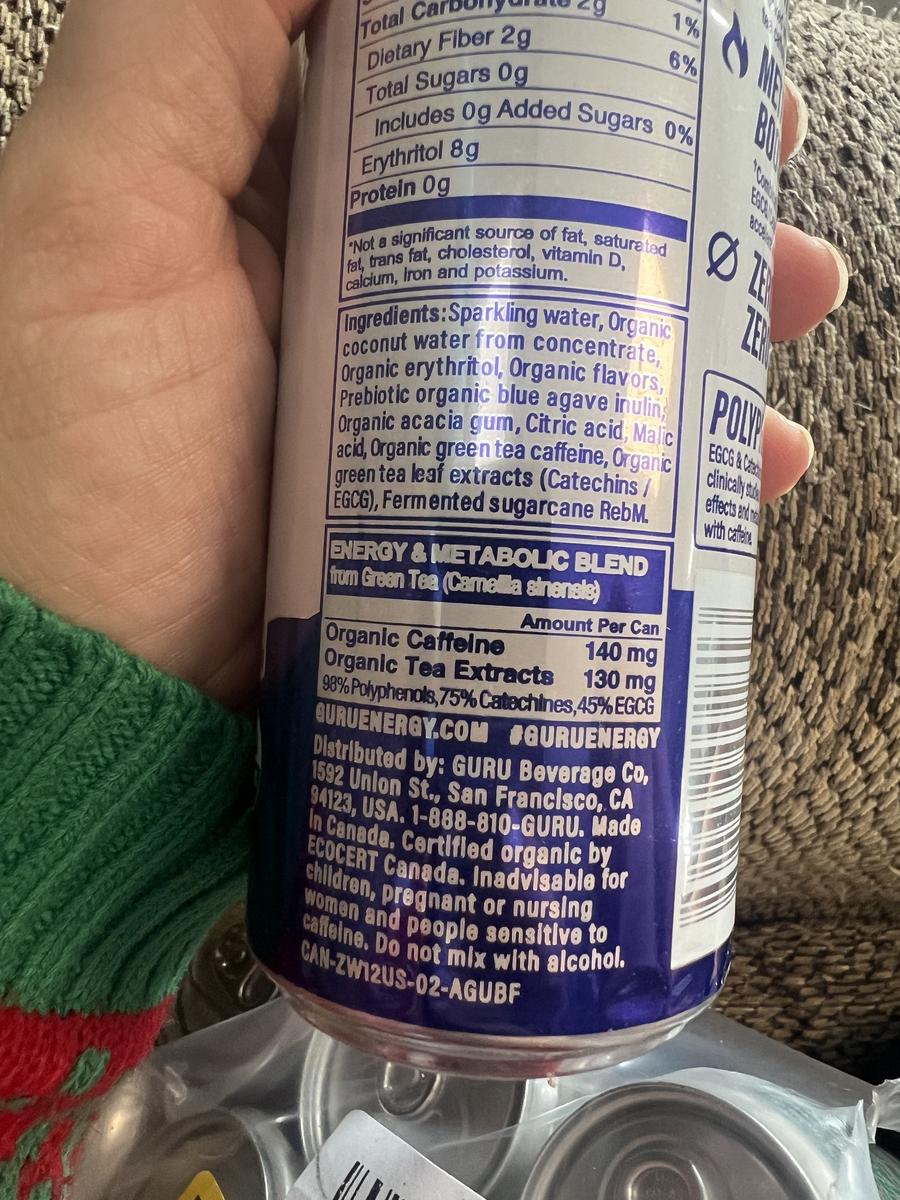 Total Carbohydrate 2g 1%
Dietary Fiber 2g 6%
Total Sugars 0g
Includes 0g Added Sugars 0%
Erythritol 8g
Protein 0g
*Not a significant source of fat, saturated
fat, trans fat, cholesterol, vitamin D,
calcium, Iron and potassium.
Ingredients: Sparkling water, Organic
coconut water from concentrate,
Organic erythritol, Organic flavors,
Prebiotic organic blue agave inulin,
Organic acacia gum, Citric acid, Malic
acid, Organic green tea caffeine, Organic
green tea leaf extracts (Catechins /
EGCG), Fermented sugarcane RebM.
ENERGY & METABOLIC BLEND
from Green Tea (Camellia sinensis)
Amount Per Can
Organic Caffeine 140 mg
Organic Tea Extracts 130 mg
98% Polyphenols, 75% Catechines, 45% EGCG
GURUENERGY.COM #GURUENERGY
Distributed by: GURU Beverage Co,
1592 Union St., San Francisco, CA
94123, USA. 1-888-810-GURU. Made
in Canada. Certified organic by
ECOCERT Canada. Inadvisable for
children, pregnant or nursing
women and people sensitive to
caffeine. Do not mix with alcohol.
CAN-ZW12US-02-AGUBF
EGCG
ZERO
EGCG &
clinically
effects and
with caffeine